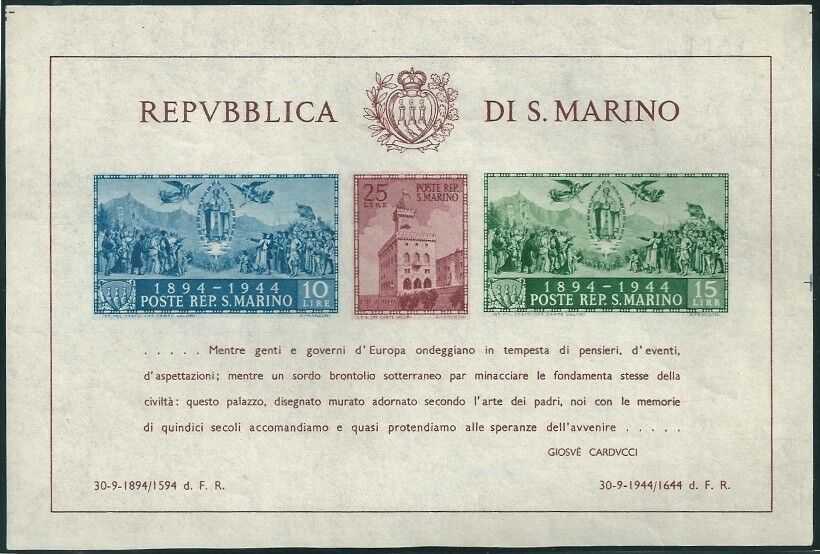 REPVBBLICA DI S. MARINO
1894-1944
POSTE REP. S. MARINO
10
LIRE
25
LIRE
POSTE REP.
S. MARINO
1894-1944
POSTE REP. S. MARINO
15
LIRE
. . . . . Mentre genti e governi d'Europa ondeggiano in tempesta di pensieri, d'eventi,
d'aspettazioni; mentre un sordo brontolio sotterraneo par minacciare le fondamenta stesse della
civiltà: questo palazzo, disegnato murato adornato secondo l'arte dei padri, noi con le memorie
di quindici secoli accomandiamo e quasi protendiamo alle speranze dell'avvenire . . . . .
GIOSVÈ CARDVCCI
30-9-1894/1594 d. F. R.
30-9-1944/1644 d. F. R.